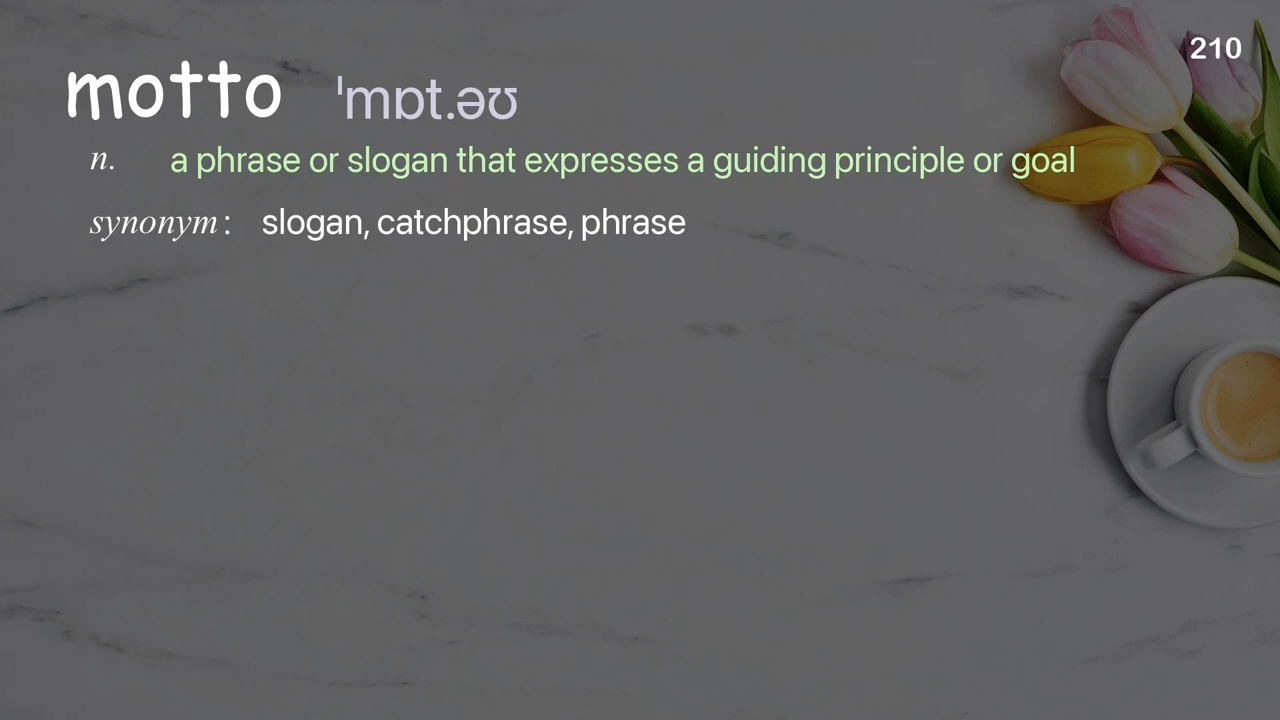 210
motto ˈmɒt.əʊ
n. a phrase or slogan that expresses a guiding principle or goal
synonym : slogan, catchphrase, phrase